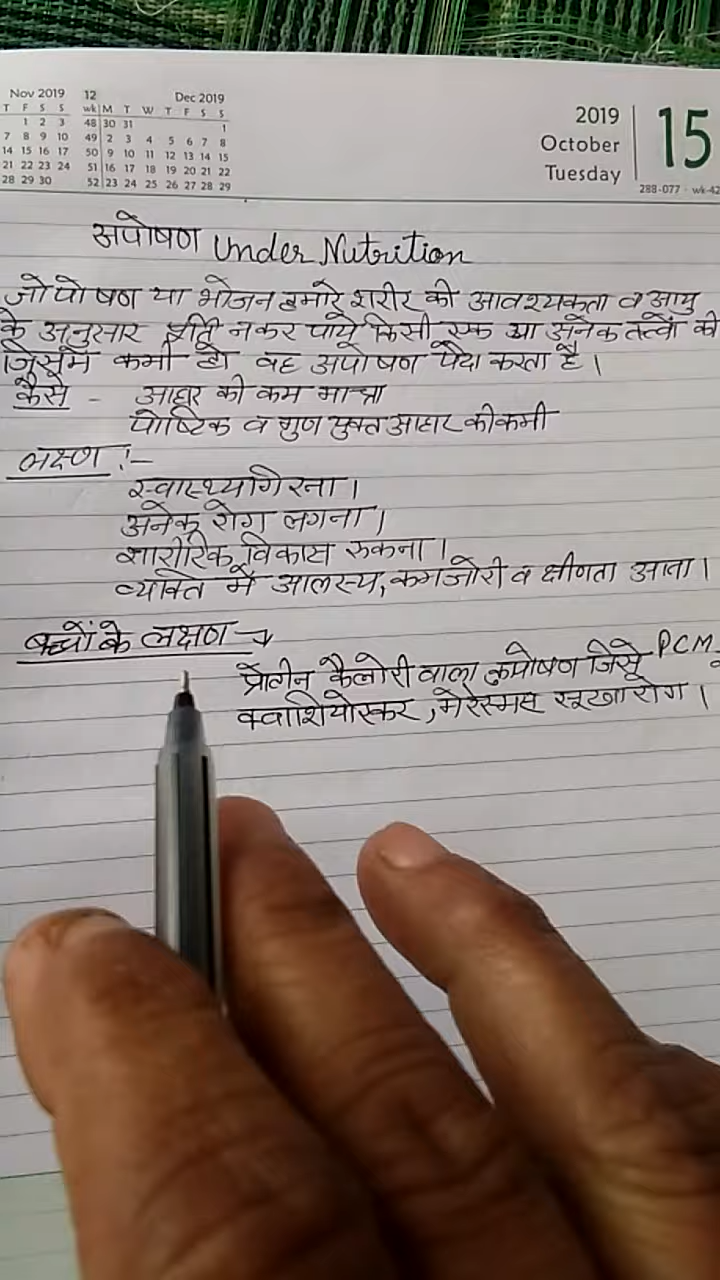 Nov 2019 12 Dec 2019
T F S S wk M T W T F S S
1 2 3 48 30 31 1
7 8 9 10 49 2 3 4 5 6 7 8
14 15 16 17 50 9 10 11 12 13 14 15
21 22 23 24 51 16 17 18 19 20 21 22
28 29 30 52 23 24 25 26 27 28 29
2019
October
Tuesday
15
288-077 · wk-42
अपोषण Under Nutrition
जो पोषण या भोजन हमारे शरीर की आवश्यकता व आयु
के अनुसार पूर्ति न कर पाये किसी एक या अनेक तत्वों की
जिसमें कमी हो वह अपोषण पैदा करता है।
कैसे - आहार की कम मात्रा
पोष्टिक व गुण युक्त आहार की कमी
लक्षण :-
स्वास्थ्य गिरना।
अनेक रोग लगना।
शारीरिक विकास रुकना।
व्यक्ति में आलस्य, कमजोरी व क्षीणता आना।
बच्चों के लक्षण →
प्रोटीन कैलोरी वाला कुपोषण जिसे PCM
क्वाशियोस्कर, मेरेस्मस सूखा रोग।